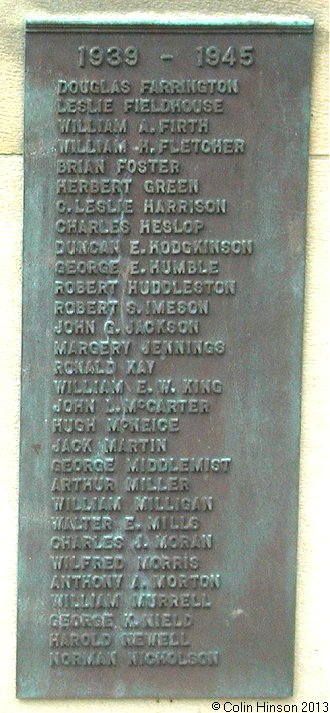 1939 - 1945
DOUGLAS FARRINGTON
LESLIE FIELDHOUSE
WILLIAM A. FIRTH
WILLIAM H. FLETCHER
BRIAN FOSTER
HERBERT GREEN
C. LESLIE HARRISON
CHARLES HESLOP
DUNCAN E. HODGKINSON
GEORGE E. HUMBLE
ROBERT HUDDLESTON
ROBERT S. IMESON
JOHN G. JACKSON
MARGERY JENNINGS
RONALD KAY
WILLIAM E. W. KING
JOHN L. McCARTER
HUGH McNEICE
JACK MARTIN
GEORGE MIDDLEMIST
ARTHUR MILLER
WILLIAM MILLIGAN
WALTER E. MILLS
CHARLES J. MORAN
WILFRED MORRIS
ANTHONY A. MORTON
WILLIAM MURRELL
GEORGE K. NIELD
HAROLD NEWELL
NORMAN NICHOLSON
© Colin Hinson 2013